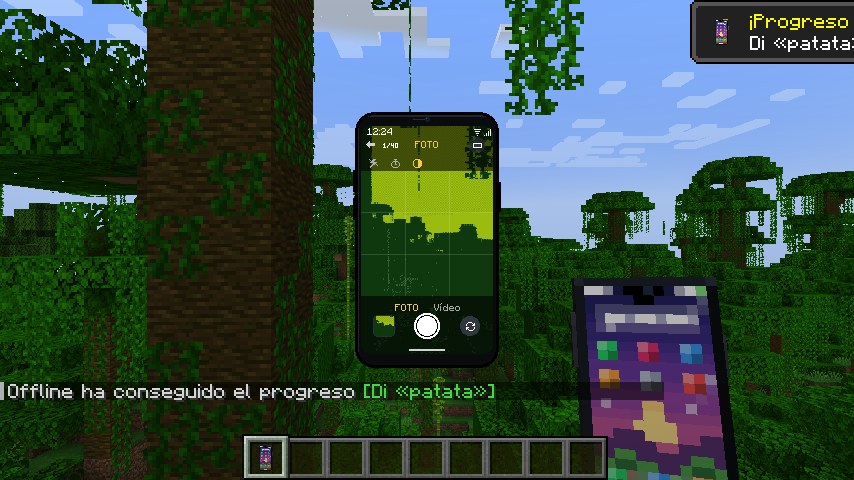 ¡Progreso
Di «patata»
12:24
1/40 FOTO
FOTO Vídeo
Offline ha conseguido el progreso [Di «patata»]